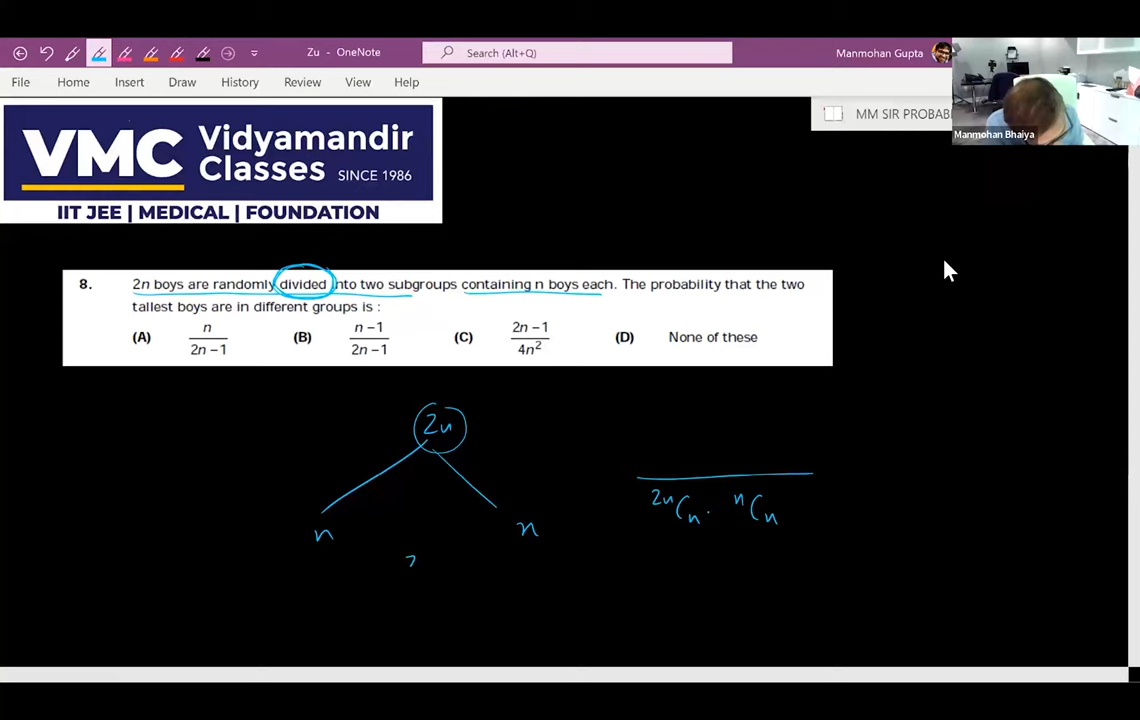 Zu - OneNote
Search (Alt+Q)
Manmohan Gupta
File Home Insert Draw History Review View Help
MM SIR PROBAB
Manmohan Bhaiya
VMC Vidyamandir Classes SINCE 1986
IIT JEE | MEDICAL | FOUNDATION
8. 2n boys are randomly divided into two subgroups containing n boys each. The probability that the two
tallest boys are in different groups is :
(A) n/(2n−1) (B) (n−1)/(2n−1) (C) (2n−1)/4n² (D) None of these
2n
n n
²ⁿCₙ · ⁿCₙ